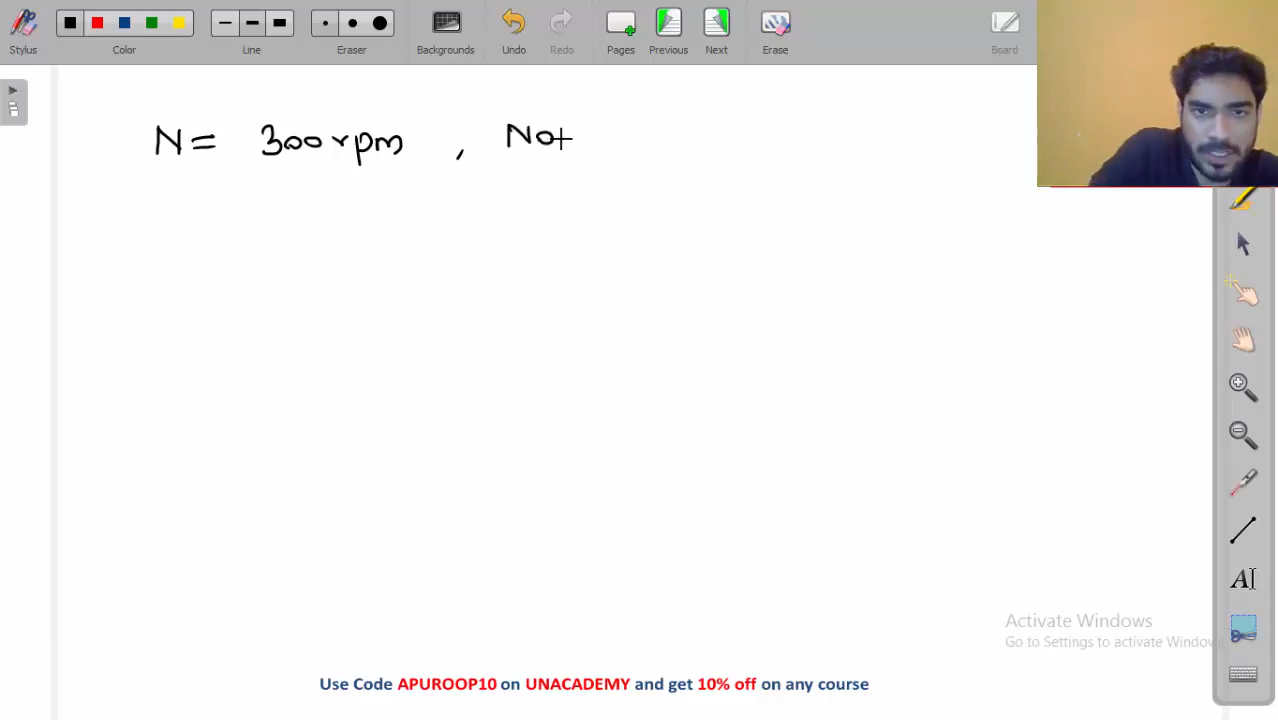 Stylus Color Line Eraser Backgrounds Undo Redo Pages Previous Next Erase Board
N = 300 rpm , No
Activate Windows
Go to Settings to activate Windows
Use Code APUROOP10 on UNACADEMY and get 10% off on any course